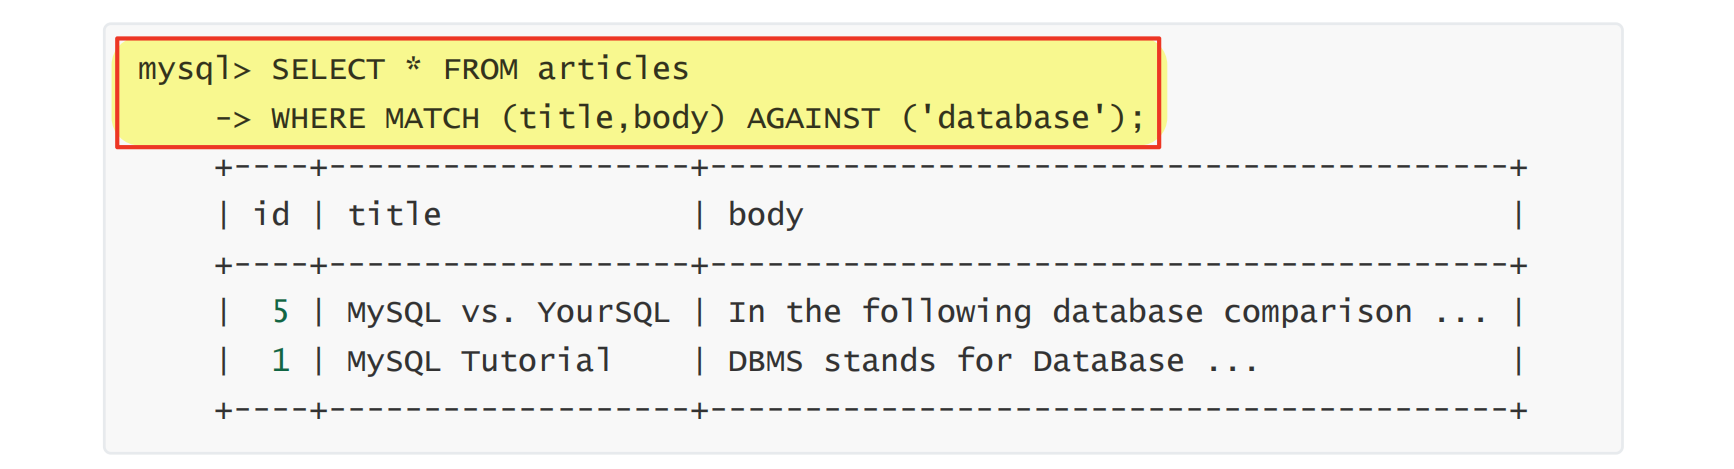 mysql> SELECT * FROM articles
    -> WHERE MATCH (title,body) AGAINST ('database');
    +----+-------------------+------------------------------------------+
    | id | title             | body                                     |
    +----+-------------------+------------------------------------------+
    |  5 | MySQL vs. YourSQL | In the following database comparison ... |
    |  1 | MySQL Tutorial    | DBMS stands for DataBase ...             |
    +----+-------------------+------------------------------------------+